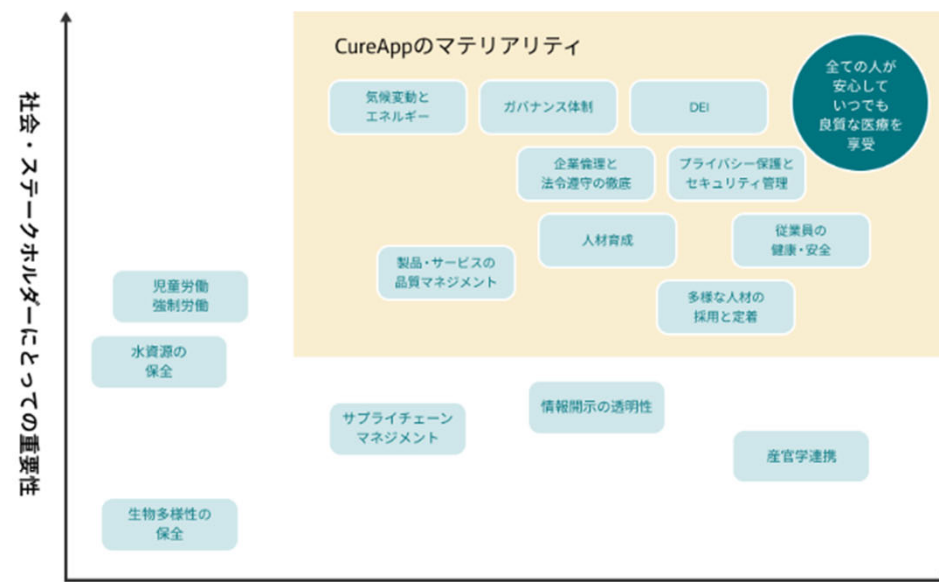 社会・ステークホルダーにとっての重要性
CureAppのマテリアリティ
全ての人が
安心して
いつでも
良質な医療を
享受
気候変動と
エネルギー
ガバナンス体制
DEI
企業倫理と
法令遵守の徹底
プライバシー保護と
セキュリティ管理
人材育成
従業員の
健康・安全
製品・サービスの
品質マネジメント
多様な人材の
採用と定着
児童労働
強制労働
水資源の
保全
サプライチェーン
マネジメント
情報開示の透明性
産官学連携
生物多様性の
保全